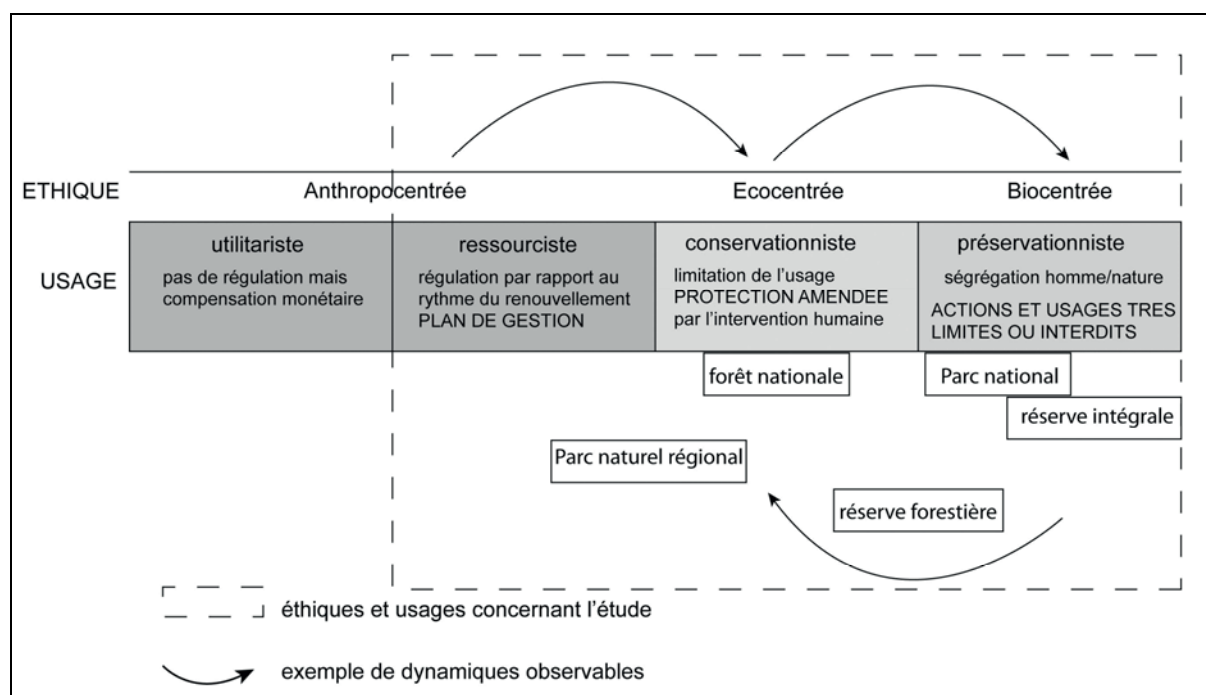 ETHIQUE
Anthropocentrée
Ecocentrée
Biocentrée
USAGE
utilitariste
pas de régulation mais
compensation monétaire
ressourciste
régulation par rapport au
rythme du renouvellement
PLAN DE GESTION
conservationniste
limitation de l'usage
PROTECTION AMENDEE
par l'intervention humaine
préservationniste
ségrégation homme/nature
ACTIONS ET USAGES TRES
LIMITES OU INTERDITS
forêt nationale
Parc national
réserve intégrale
Parc naturel régional
réserve forestière
éthiques et usages concernant l'étude
exemple de dynamiques observables